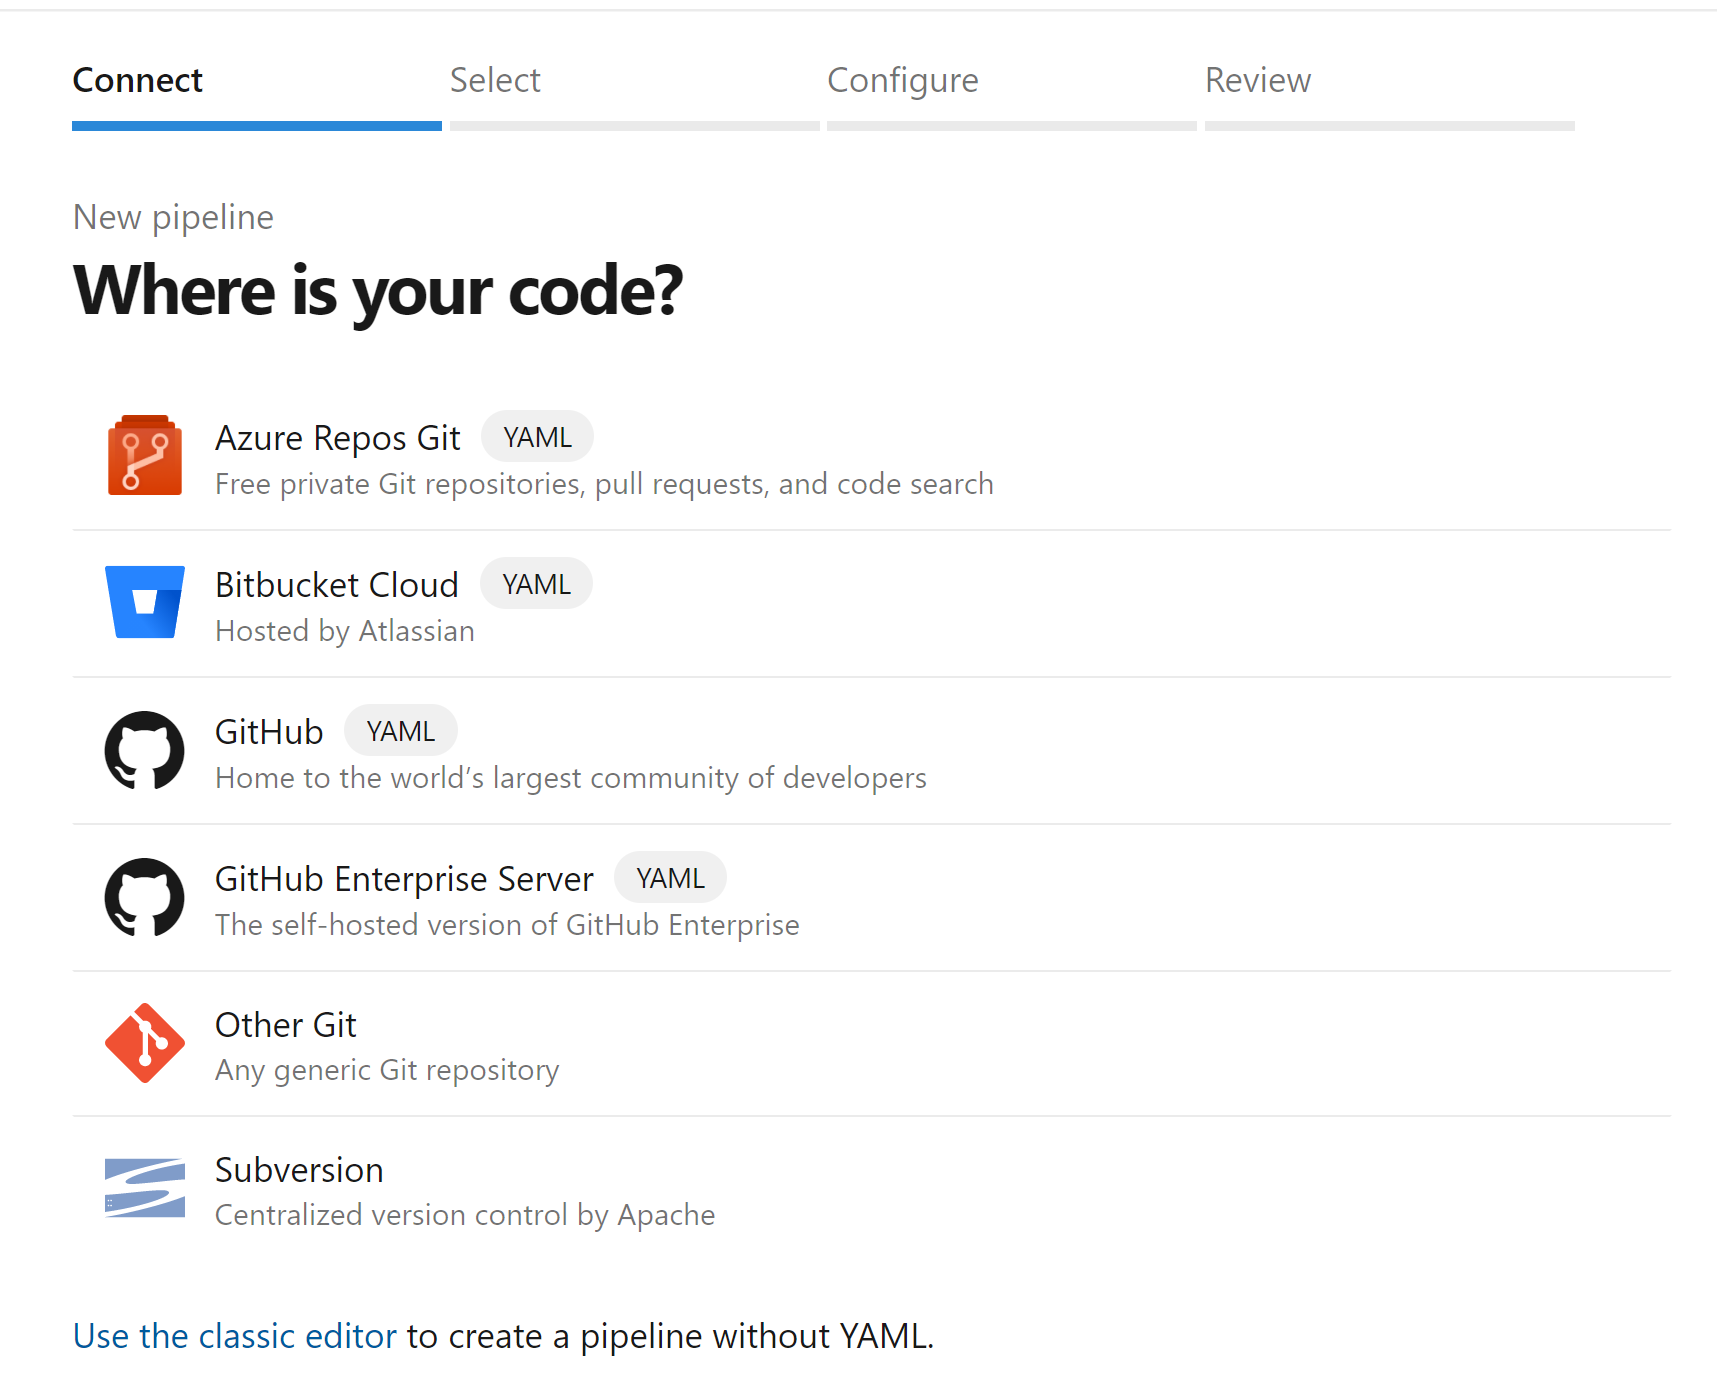 Connect
Select
Configure
Review
New pipeline
Where is your code?
Azure Repos Git
YAML
Free private Git repositories, pull requests, and code search
Bitbucket Cloud
YAML
Hosted by Atlassian
GitHub
YAML
Home to the world’s largest community of developers
GitHub Enterprise Server
YAML
The self-hosted version of GitHub Enterprise
Other Git
Any generic Git repository
Subversion
Centralized version control by Apache
Use the classic editor to create a pipeline without YAML.